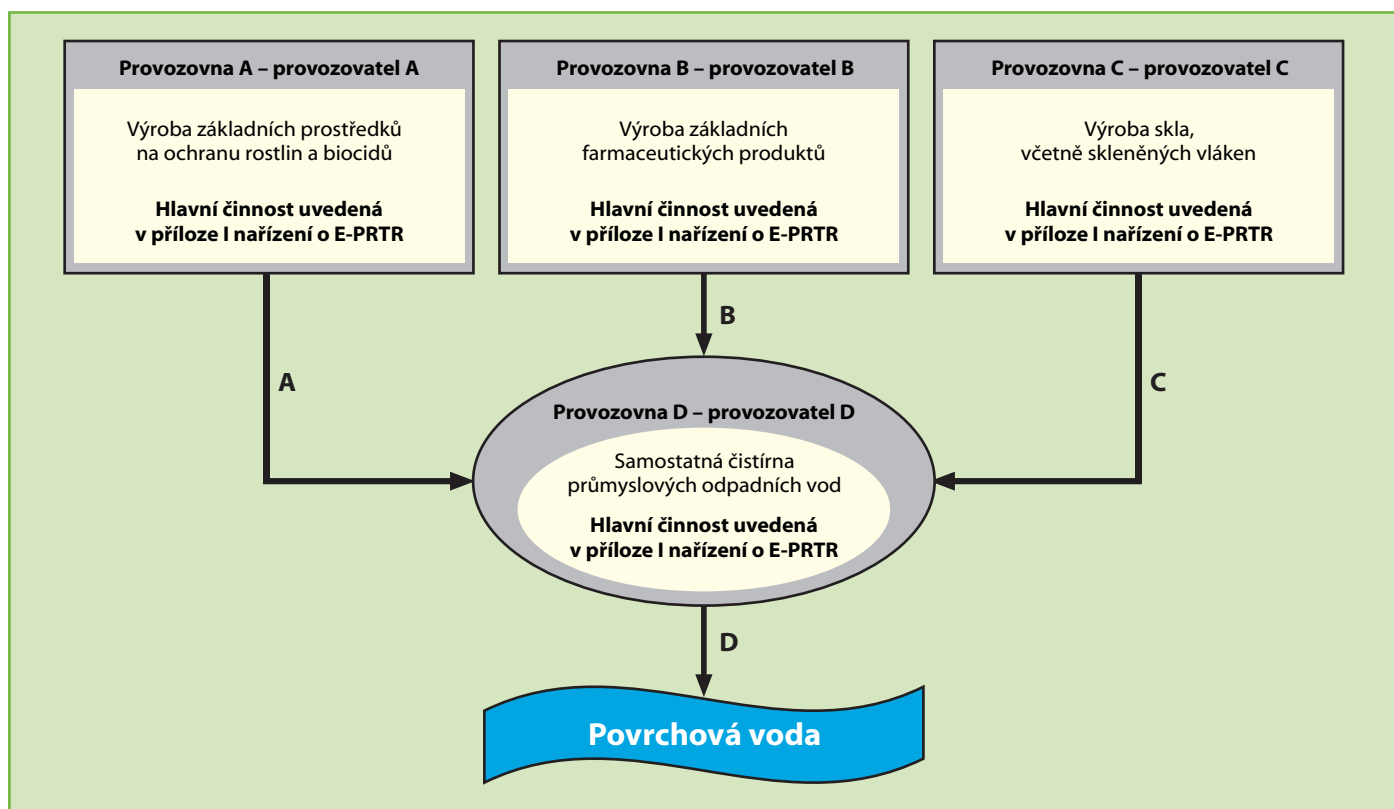 Provozovna A – provozovatel A
Výroba základních prostředků
na ochranu rostlin a biocidů
Hlavní činnost uvedená
v příloze I nařízení o E-PRTR
Provozovna B – provozovatel B
Výroba základních
farmaceutických produktů
Hlavní činnost uvedená
v příloze I nařízení o E-PRTR
Provozovna C – provozovatel C
Výroba skla,
včetně skleněných vláken
Hlavní činnost uvedená
v příloze I nařízení o E-PRTR
A
B
C
Provozovna D – provozovatel D
Samostatná čistírna
průmyslových odpadních vod
Hlavní činnost uvedená
v příloze I nařízení o E-PRTR
D
Povrchová voda